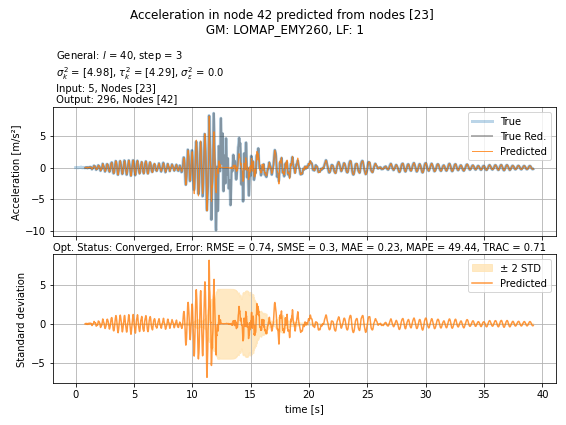 Acceleration in node 42 predicted from nodes [23]
GM: LOMAP_EMY260, LF: 1
General: l = 40, step = 3
σ²_k = [4.98], τ²_k = [4.29], σ²_ε = 0.0
Input: 5, Nodes [23]
Output: 296, Nodes [42]
Acceleration [m/s²]
5
0
−5
−10
True
True Red.
Predicted
Opt. Status: Converged, Error: RMSE = 0.74, SMSE = 0.3, MAE = 0.23, MAPE = 49.44, TRAC = 0.71
Standard deviation
5
0
−5
± 2 STD
Predicted
0 5 10 15 20 25 30 35 40
time [s]